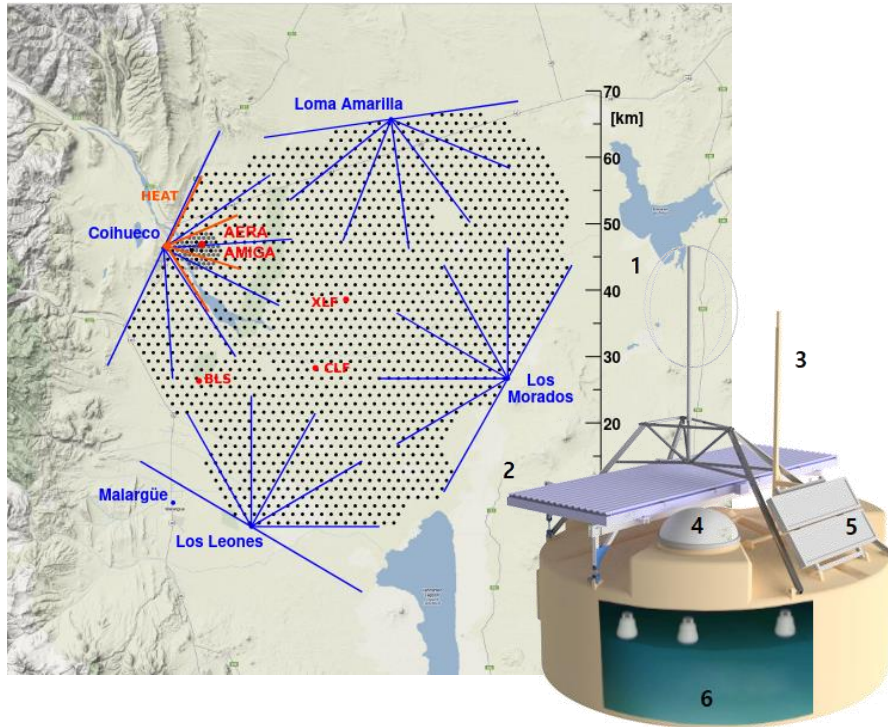 70
Loma Amarilla
[km]
60
HEAT
Coihueco
AERA
50
AMIGA
1
40
XLF
3
CLF
30
BLS
Los
Morados
20
2
Malargüe
4
5
Los Leones
6